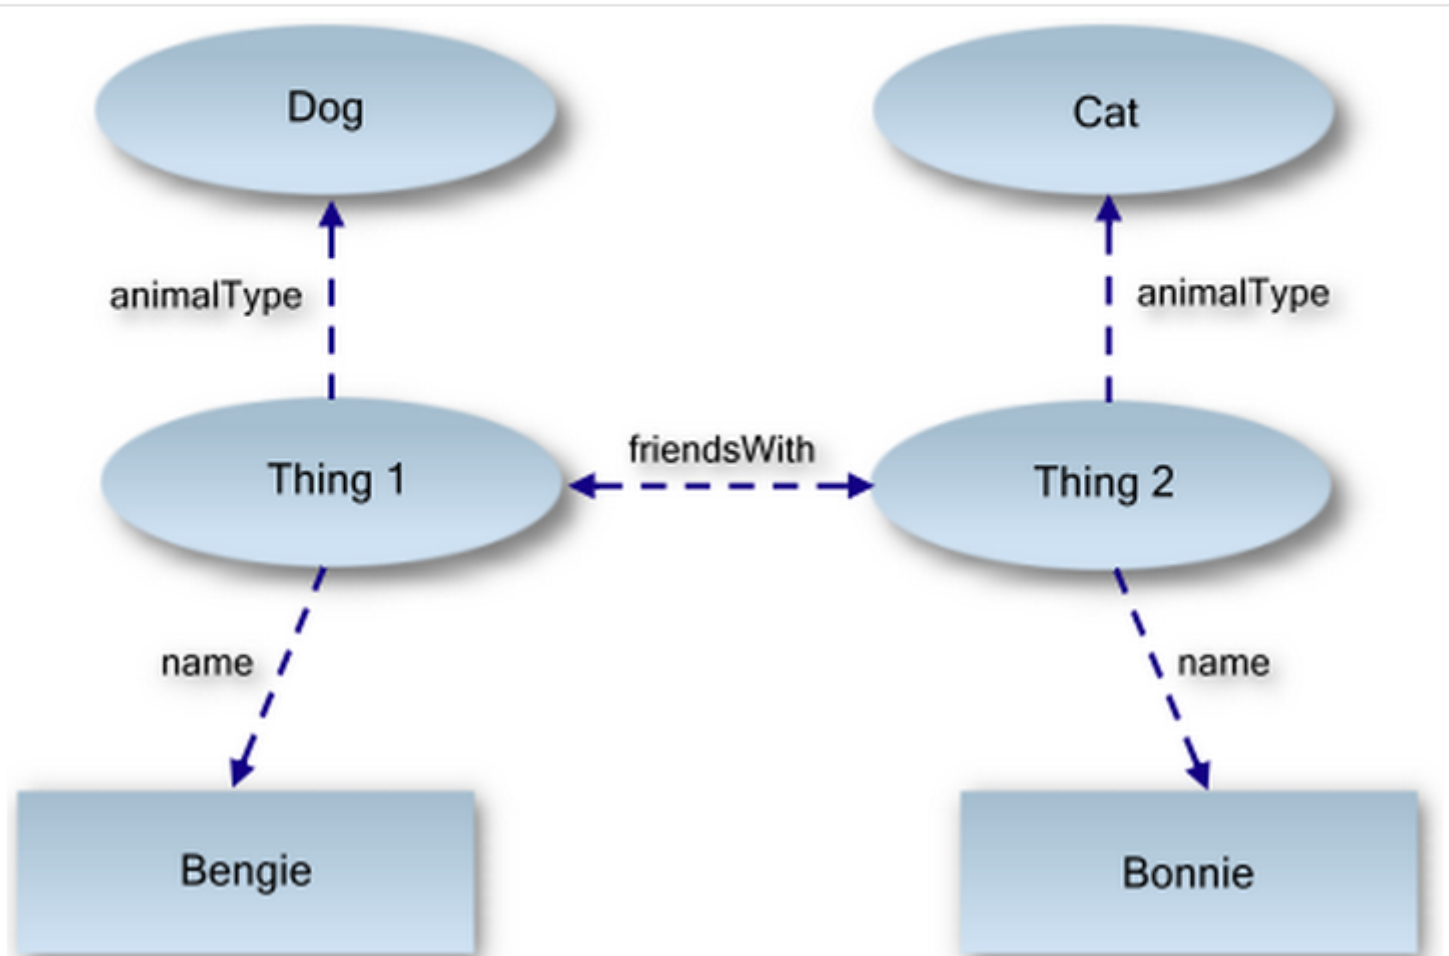 Dog
Cat
animalType
animalType
friendsWith
Thing 1
Thing 2
name
name
Bengie
Bonnie